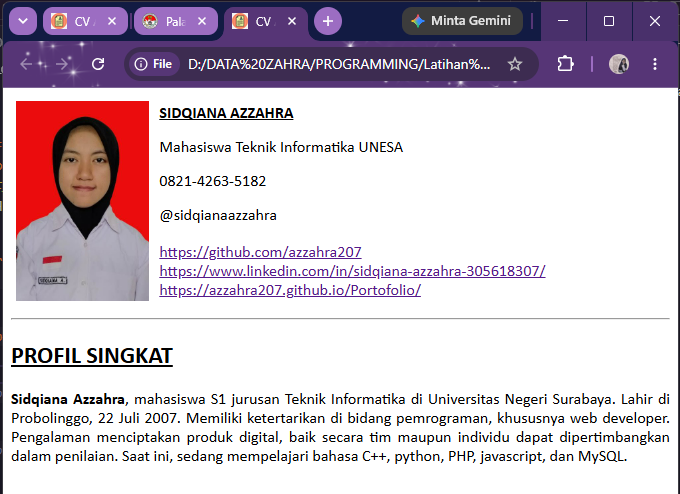 CV
Pala
CV
Minta Gemini
File
D:/DATA%20ZAHRA/PROGRAMMING/Latihan%...
SIDQIANA AZZAHRA
Mahasiswa Teknik Informatika UNESA
0821-4263-5182
@sidqianaazzahra
https://github.com/azzahra207
https://www.linkedin.com/in/sidqiana-azzahra-305618307/
https://azzahra207.github.io/Portofolio/
SIDQIANA A.
PROFIL SINGKAT
Sidqiana Azzahra, mahasiswa S1 jurusan Teknik Informatika di Universitas Negeri Surabaya. Lahir di
Probolinggo, 22 Juli 2007. Memiliki ketertarikan di bidang pemrograman, khususnya web developer.
Pengalaman menciptakan produk digital, baik secara tim maupun individu dapat dipertimbangkan
dalam penilaian. Saat ini, sedang mempelajari bahasa C++, python, PHP, javascript, dan MySQL.